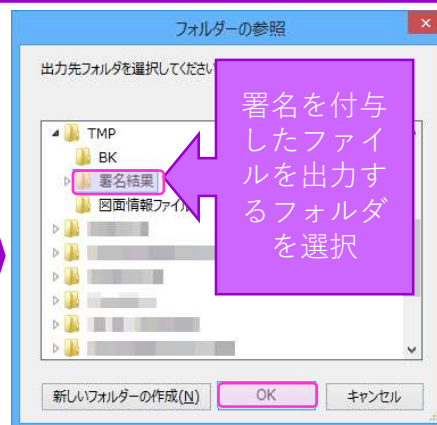 フォルダーの参照
出力先フォルダを選択してください
TMP
BK
署名結果
図面情報ファイル
署名を付与
したファイ
ルを出力す
るフォルダ
を選択
新しいフォルダーの作成(N)
OK
キャンセル